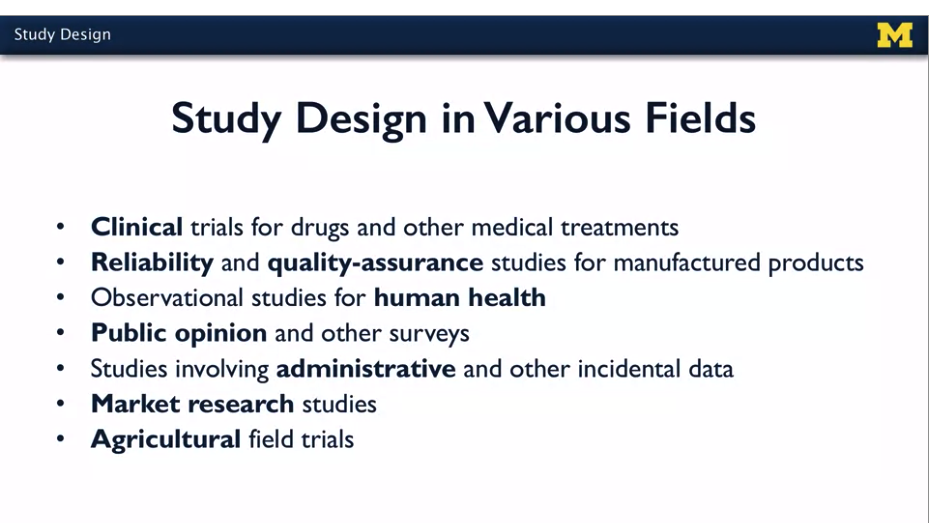 Study Design
M
Study Design in Various Fields
• Clinical trials for drugs and other medical treatments
• Reliability and quality-assurance studies for manufactured products
• Observational studies for human health
• Public opinion and other surveys
• Studies involving administrative and other incidental data
• Market research studies
• Agricultural field trials